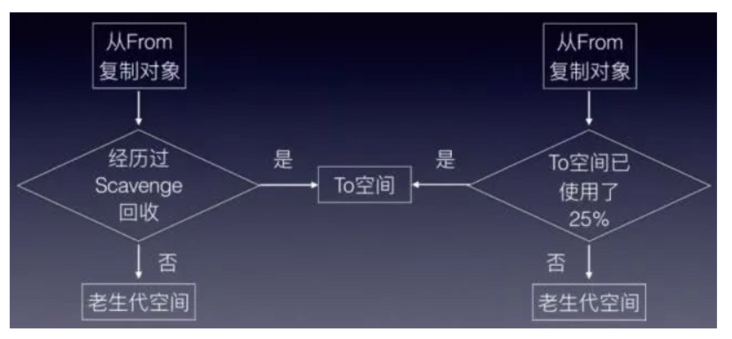 从From
复制对象
经历过
Scavenge
回收
是
否
老生代空间
To空间
从From
复制对象
To空间已
使用了
25%
是
否
老生代空间